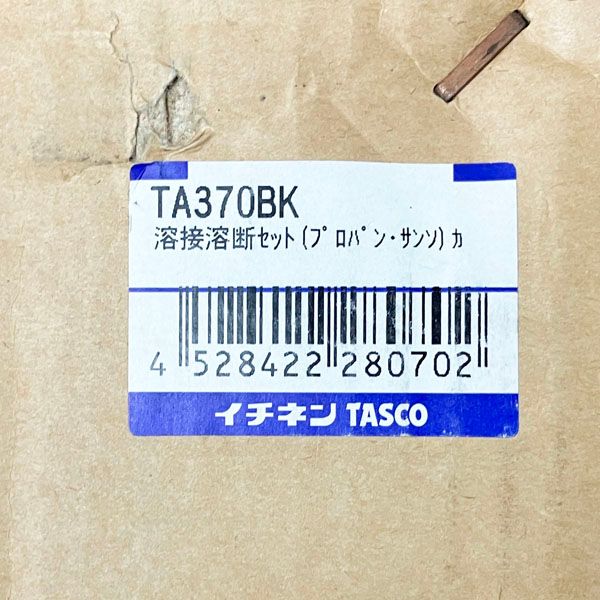 TA370BK
溶接溶断ｾｯﾄ(ﾌﾟﾛﾊﾟﾝ･ｻﾝｿ)ｶ
4 528422 280702
イチネン TASCO